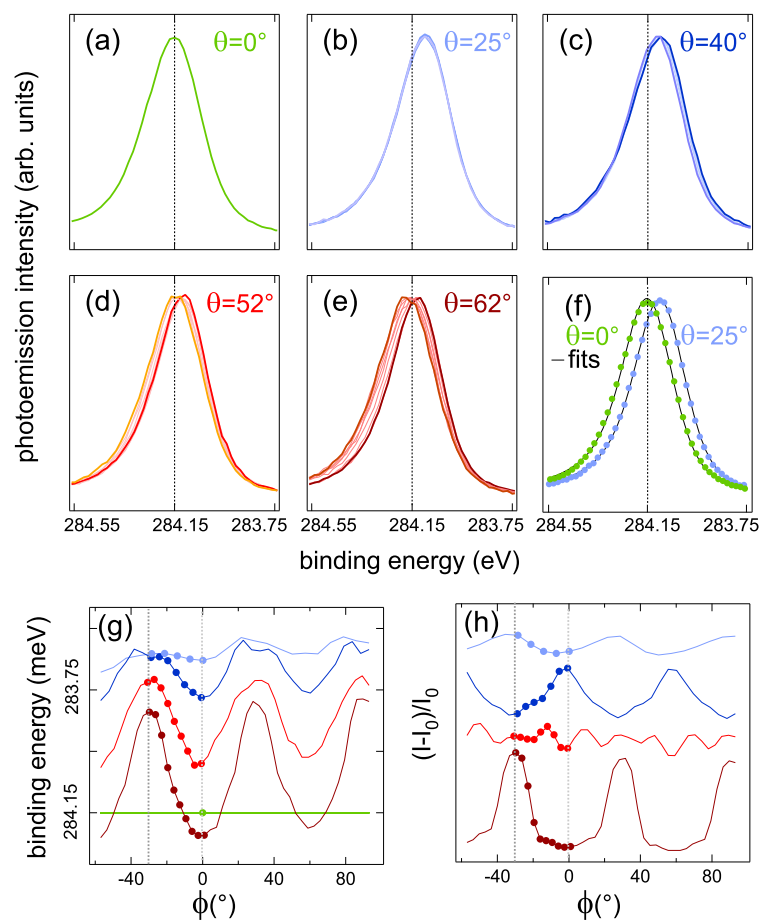 (a) θ=0°
(b) θ=25°
(c) θ=40°
photoemission intensity (arb. units)
(d) θ=52°
(e) θ=62°
(f)
θ=0° θ=25°
–fits
284.55 284.15 283.75
284.55 284.15 283.75
284.55 284.15 283.75
binding energy (eV)
(g)
binding energy (meV)
283.75
284.15
-40 0 40 80
ϕ(°)
(h)
(I-I0)/I0
-40 0 40 80
ϕ(°)